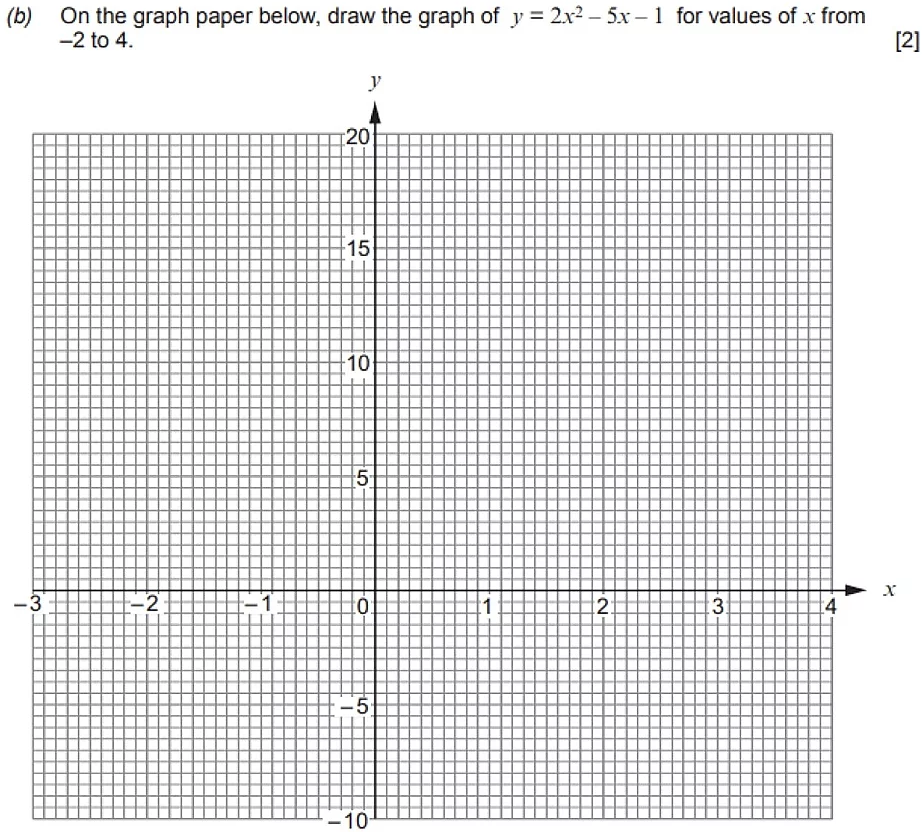 (b) On the graph paper below, draw the graph of y = 2x² – 5x – 1 for values of x from
–2 to 4.
[2]
y
20
15
10
5
–3 –2 –1 0 1 2 3 4 x
–5
–10